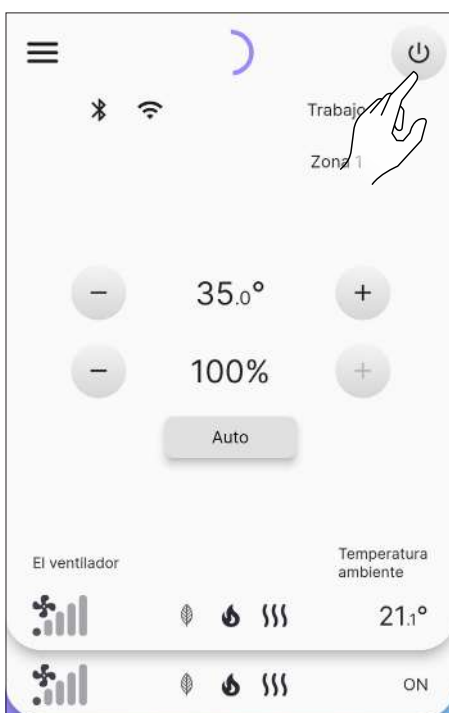 Trabajo
Zona 1
35.0°
100%
Auto
El ventilador
Temperatura
ambiente
21.1°
ON